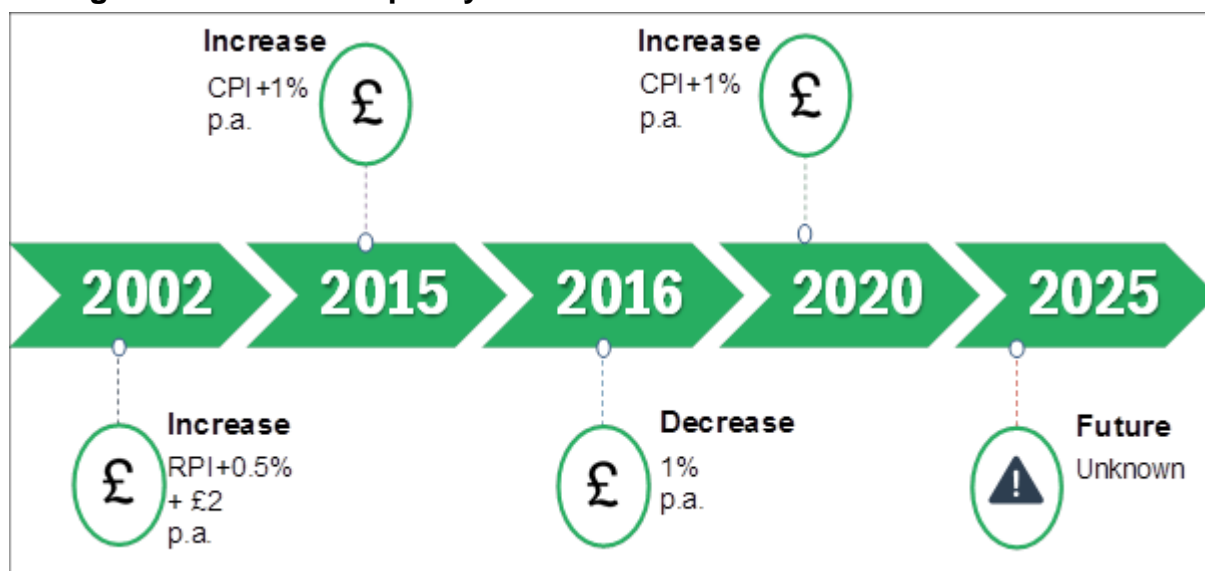 Increase
CPI+1%
p.a.
£
Increase
CPI+1%
p.a.
£
2002
2015
2016
2020
2025
£
Increase
RPI+0.5%
+ £2
p.a.
£
Decrease
1%
p.a.
!
Future
Unknown